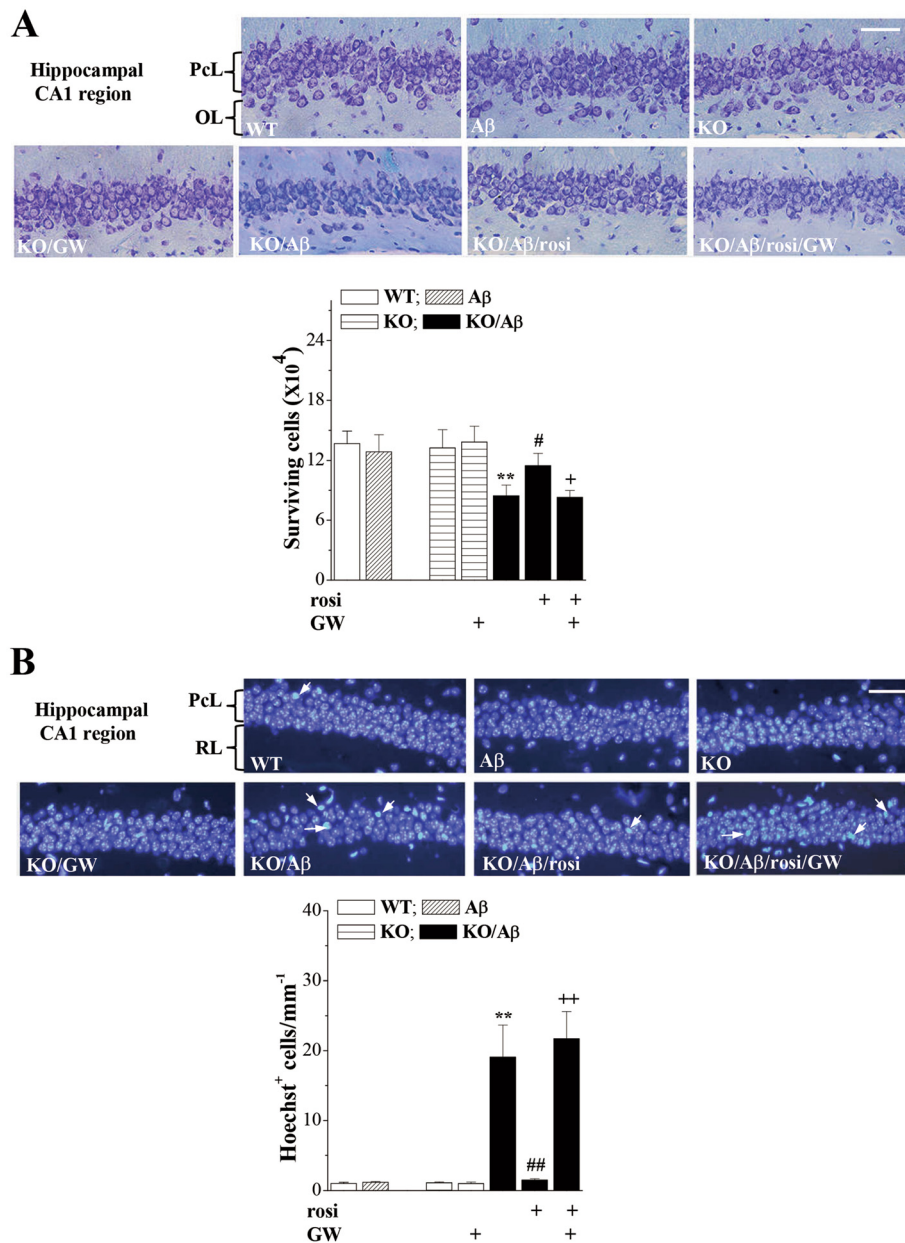 A
Hippocampal
CA1 region
PcL
OL
WT
Aβ
KO
KO/GW
KO/Aβ
KO/Aβ/rosi
KO/Aβ/rosi/GW
WT; Aβ
KO; KO/Aβ
Surviving cells (X10⁴)
24
18
12
6
0
** # +
rosi + +
GW + +
B
Hippocampal
CA1 region
PcL
RL
WT
Aβ
KO
KO/GW
KO/Aβ
KO/Aβ/rosi
KO/Aβ/rosi/GW
WT; Aβ
KO; KO/Aβ
Hoechst⁺ cells/mm⁻¹
40
30
20
10
0
** ## ++
rosi + +
GW + +